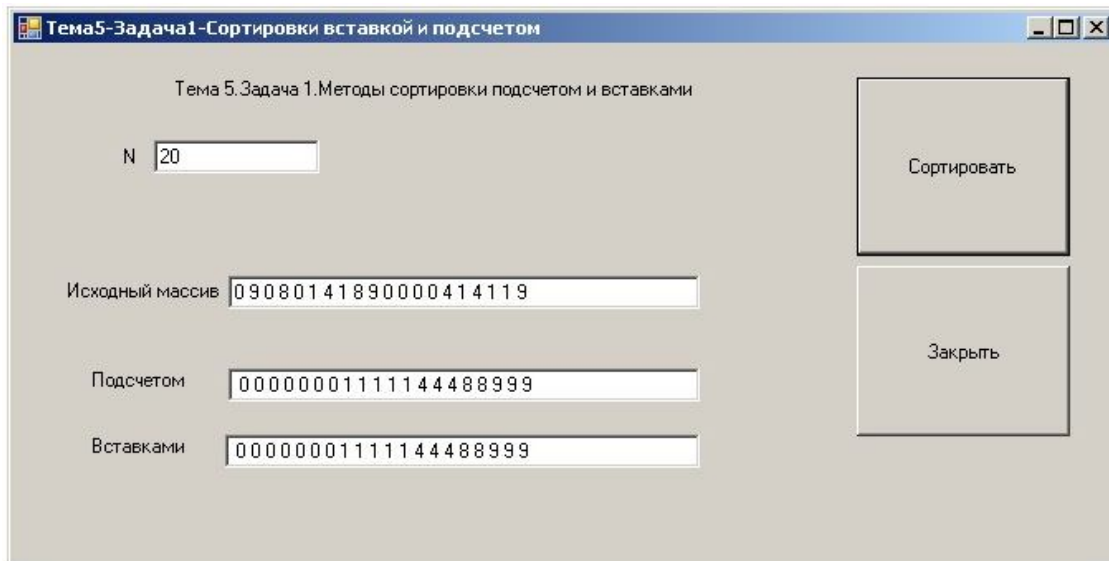 Тема5-Задача1-Сортировки вставкой и подсчетом
Тема 5.Задача 1.Методы сортировки подсчетом и вставками
N 20
Сортировать
Исходный массив 0 9 0 8 0 1 4 1 8 9 0 0 0 0 4 1 4 1 1 9
Закрыть
Подсчетом 0 0 0 0 0 0 0 1 1 1 1 1 4 4 4 8 8 9 9 9
Вставками 0 0 0 0 0 0 0 1 1 1 1 1 4 4 4 8 8 9 9 9